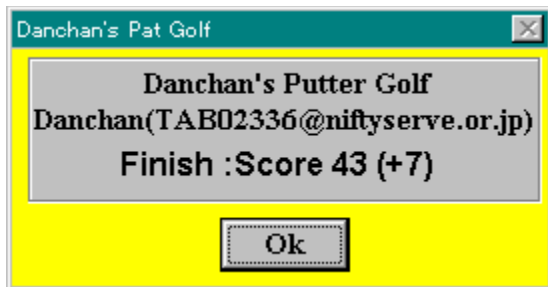 Danchan's Pat Golf
Danchan's Putter Golf
Danchan(TAB02336@niftyserve.or.jp)
Finish :Score 43 (+7)
Ok